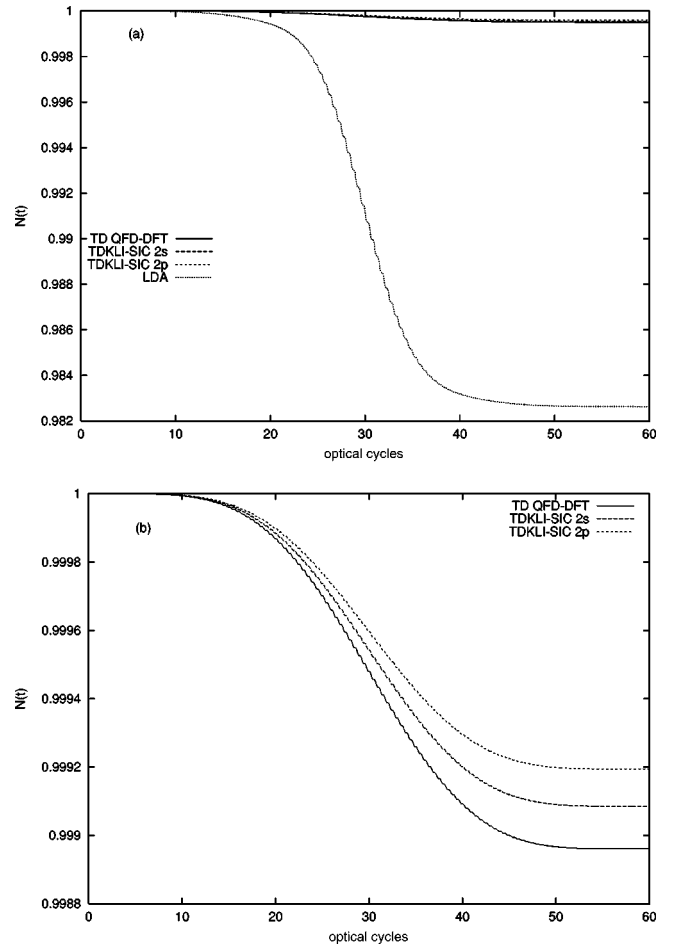 1
0.998
0.996
0.994
0.992
0.99
0.988
0.986
0.984
0.982
N(t)
(a)
TD QFD-DFT
TDKLI-SIC 2s
TDKLI-SIC 2p
LDA
0 10 20 30 40 50 60
optical cycles
1
0.9998
0.9996
0.9994
0.9992
0.999
0.9988
N(t)
(b)
TD QFD-DFT
TDKLI-SIC 2s
TDKLI-SIC 2p
0 10 20 30 40 50 60
optical cycles